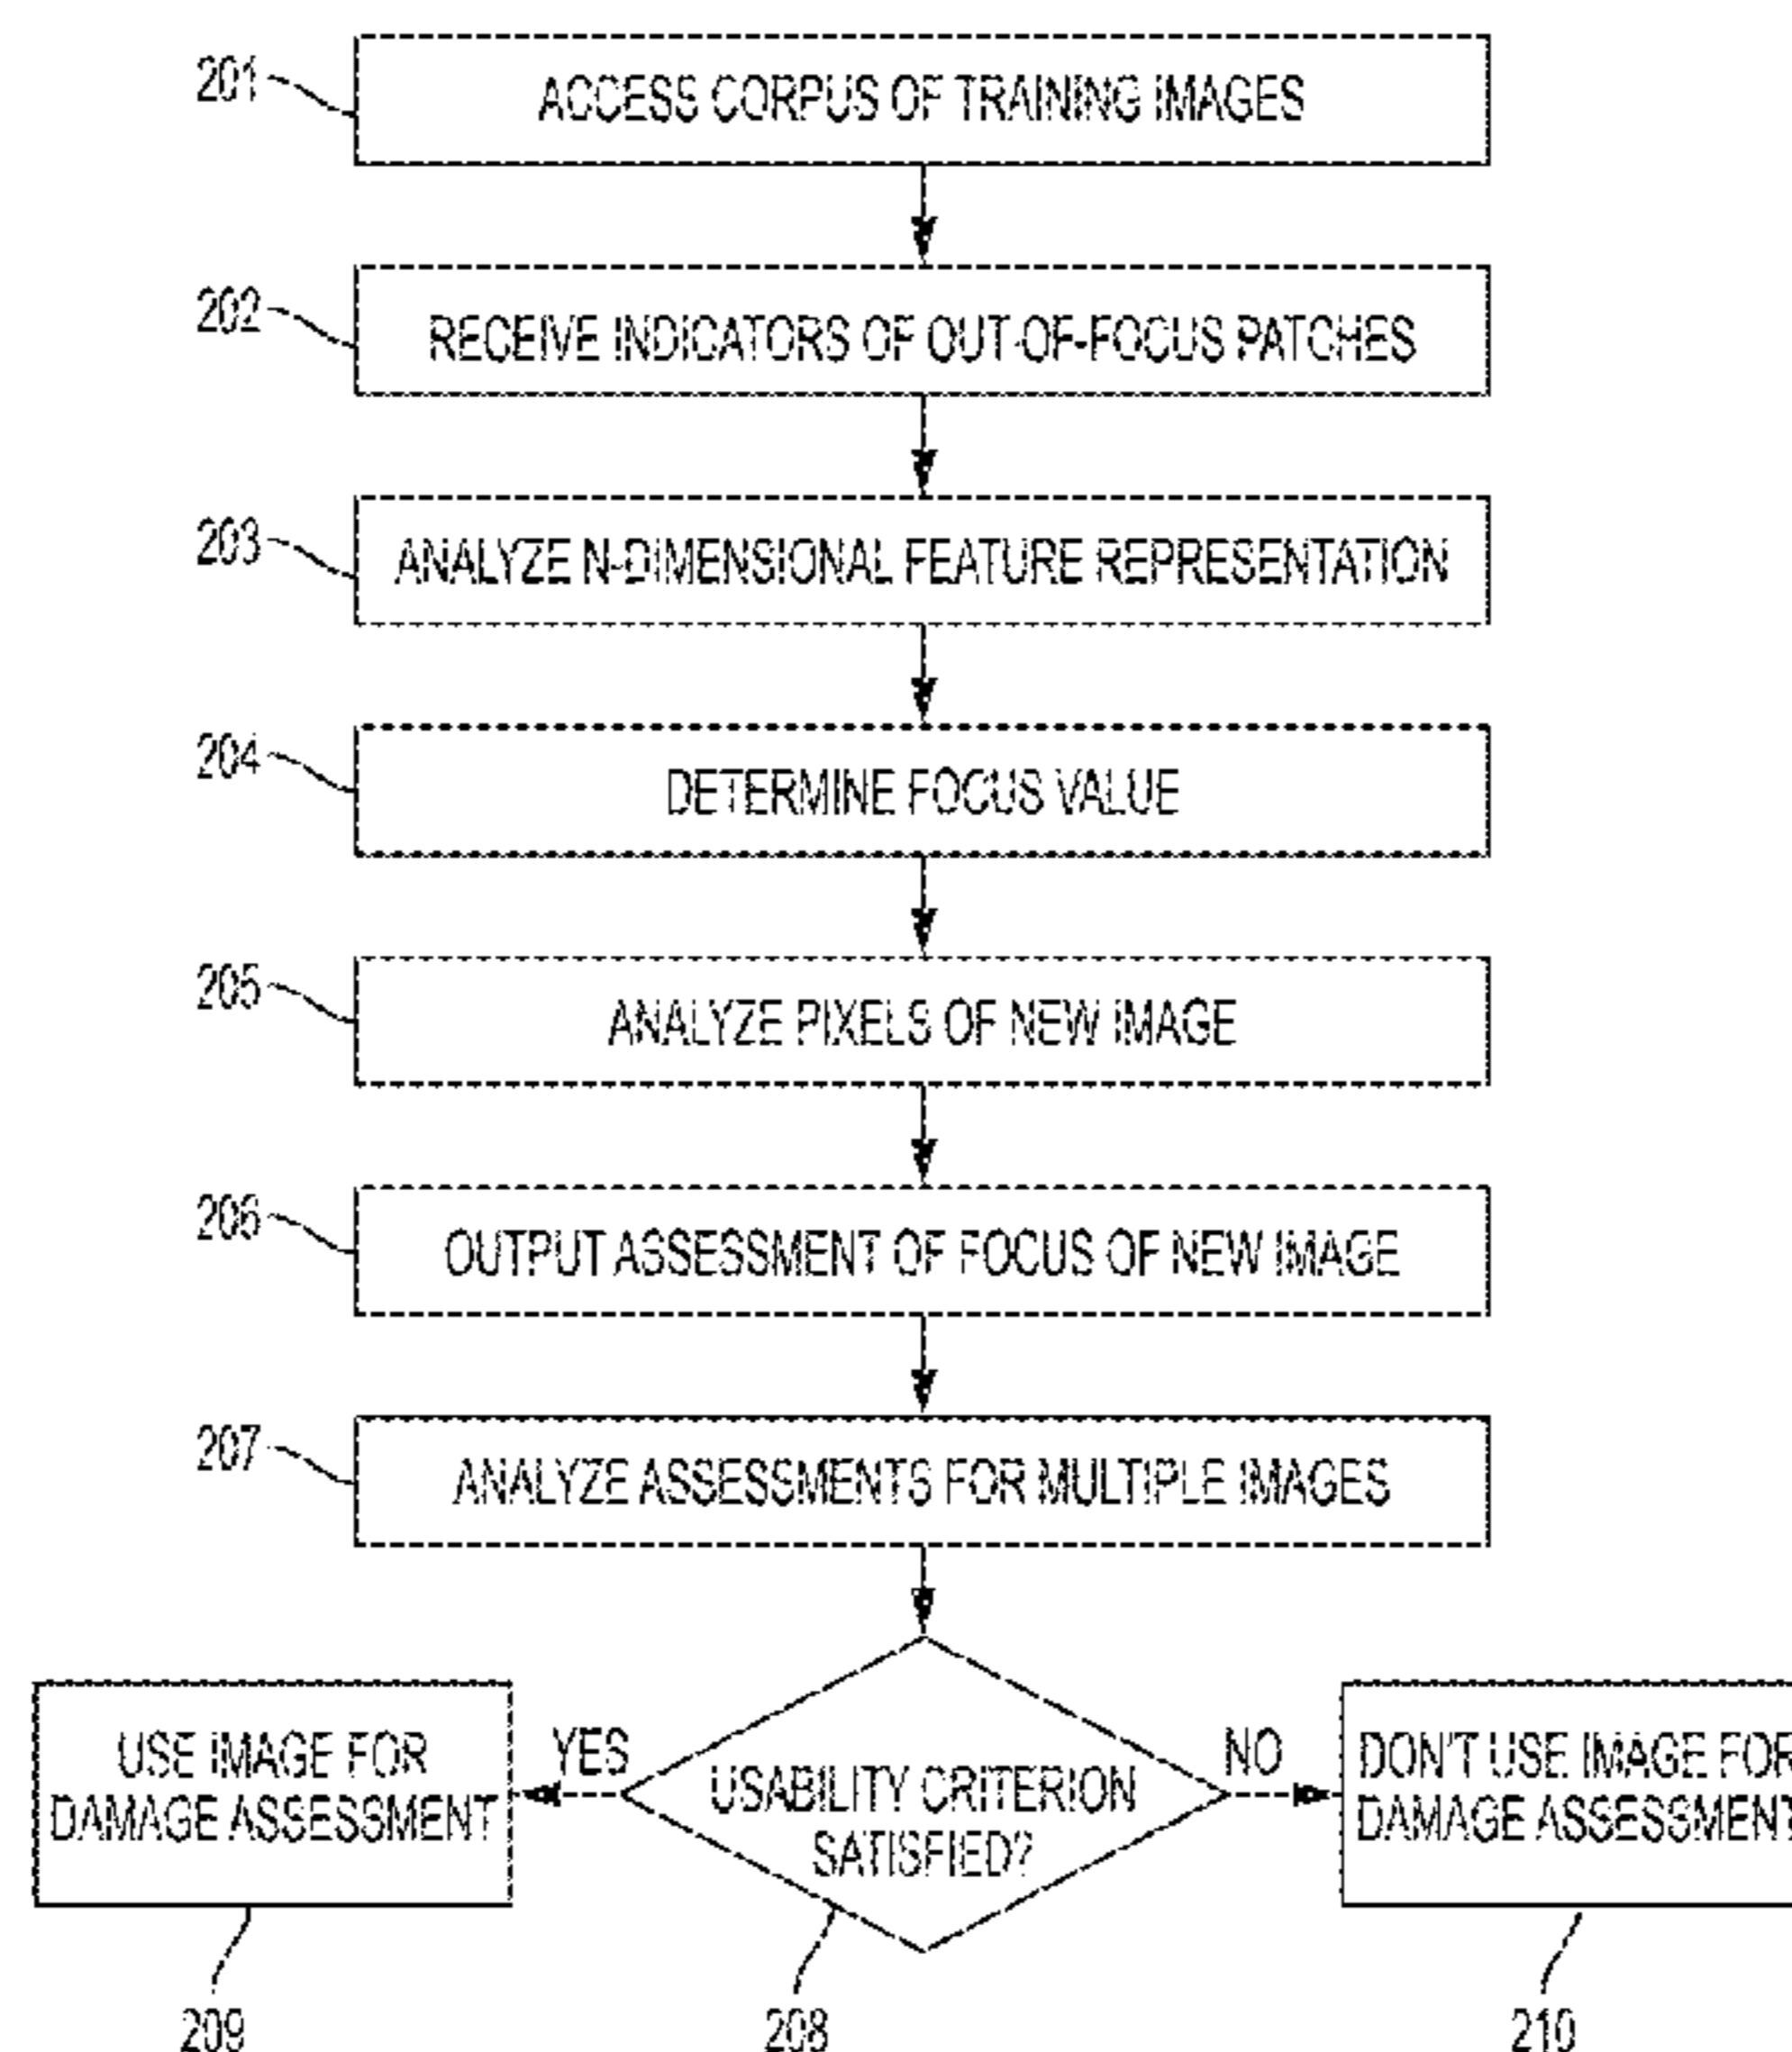 201
ACCESS CORPUS OF TRAINING IMAGES
202
RECEIVE INDICATORS OF OUT-OF-FOCUS PATCHES
203
ANALYZE N-DIMENSIONAL FEATURE REPRESENTATION
204
DETERMINE FOCUS VALUE
205
ANALYZE PIXELS OF NEW IMAGE
206
OUTPUT ASSESSMENT OF FOCUS OF NEW IMAGE
207
ANALYZE ASSESSMENTS FOR MULTIPLE IMAGES
USE IMAGE FOR
DAMAGE ASSESSMENT
YES
USABILITY CRITERION
SATISFIED?
NO
DON'T USE IMAGE FOR
DAMAGE ASSESSMENT
209
208
210